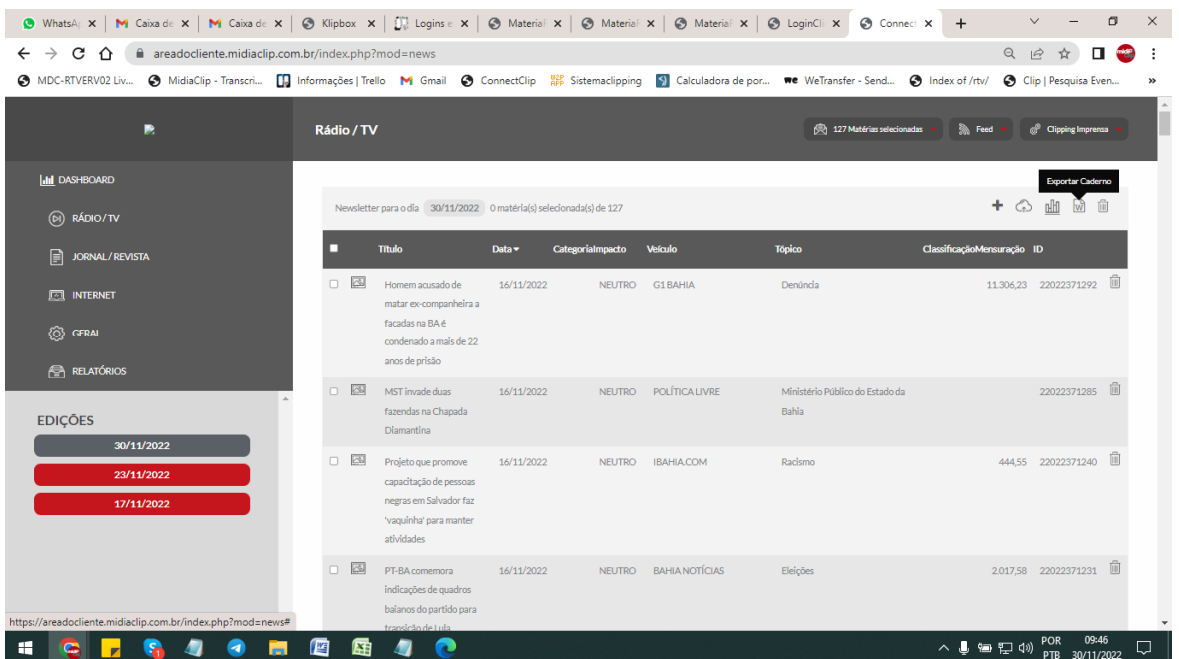 WhatsA
Caixa de
Caixa de
Klipbox
Logins e
Material
Material
Material
LoginCli
Connect
areadocliente.midiaclip.com.br/index.php?mod=news
MDC-RTVERV02 Liv...
MidiaClip - Transcri...
Informações | Trello
Gmail
ConnectClip
Sistemaclipping
Calculadora de por...
WeTransfer - Send...
Index of /rtv/
Clip | Pesquisa Even...
»
Rádio / TV
127 Matérias selecionadas
Feed
Clipping Imprensa
DASHBOARD
RÁDIO / TV
JORNAL / REVISTA
INTERNET
GERAL
RELATÓRIOS
EDIÇÕES
30/11/2022
23/11/2022
17/11/2022
Exportar Caderno
Newsletter para o dia 30/11/2022 0 matéria(s) selecionada(s) de 127
Título Data CategoriaImpacto Veículo Tópico ClassificaçãoMensuração ID
Homem acusado de 16/11/2022 NEUTRO G1 BAHIA Denúncia 11.306,23 22022371292
matar ex-companheira a
facadas na BA é
condenado a mais de 22
anos de prisão
MST invade duas 16/11/2022 NEUTRO POLÍTICA LIVRE Ministério Público do Estado da 22022371285
fazendas na Chapada Bahia
Diamantina
Projeto que promove 16/11/2022 NEUTRO IBAHIA.COM Racismo 444,55 22022371240
capacitação de pessoas
negras em Salvador faz
'vaquinha' para manter
atividades
PT-BA comemora 16/11/2022 NEUTRO BAHIA NOTÍCIAS Eleições 2.017,58 22022371231
indicações de quadros
baianos do partido para
transição de Lula
https://areadocliente.midiaclip.com.br/index.php?mod=news#
POR 09:46
PTB 30/11/2022